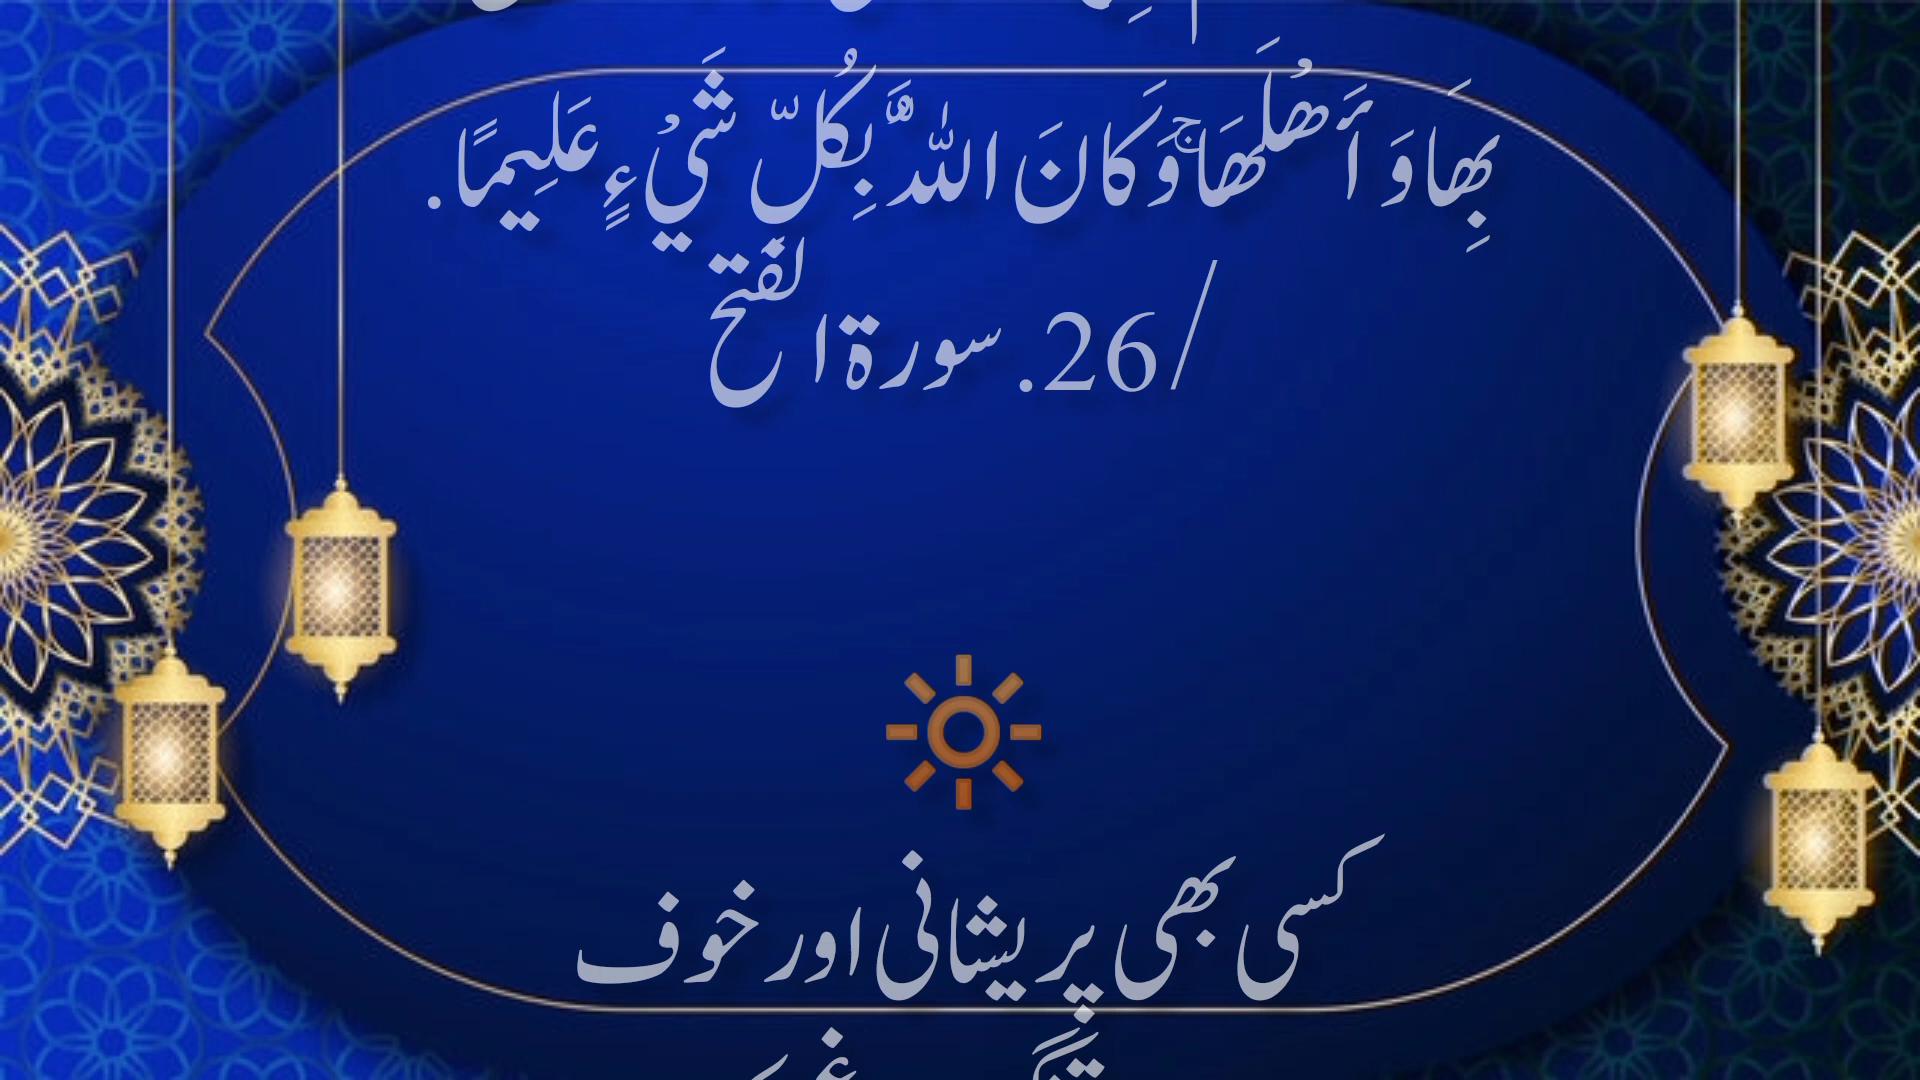 بِھَا وَ أَھْلَھَا ۚ وَكَانَ اللّٰہُ بِكُلِّ شَيْءٍ عَلِيمًا.
/26. سورۃ الفتح
کسی بھی پریشانی اور خوف